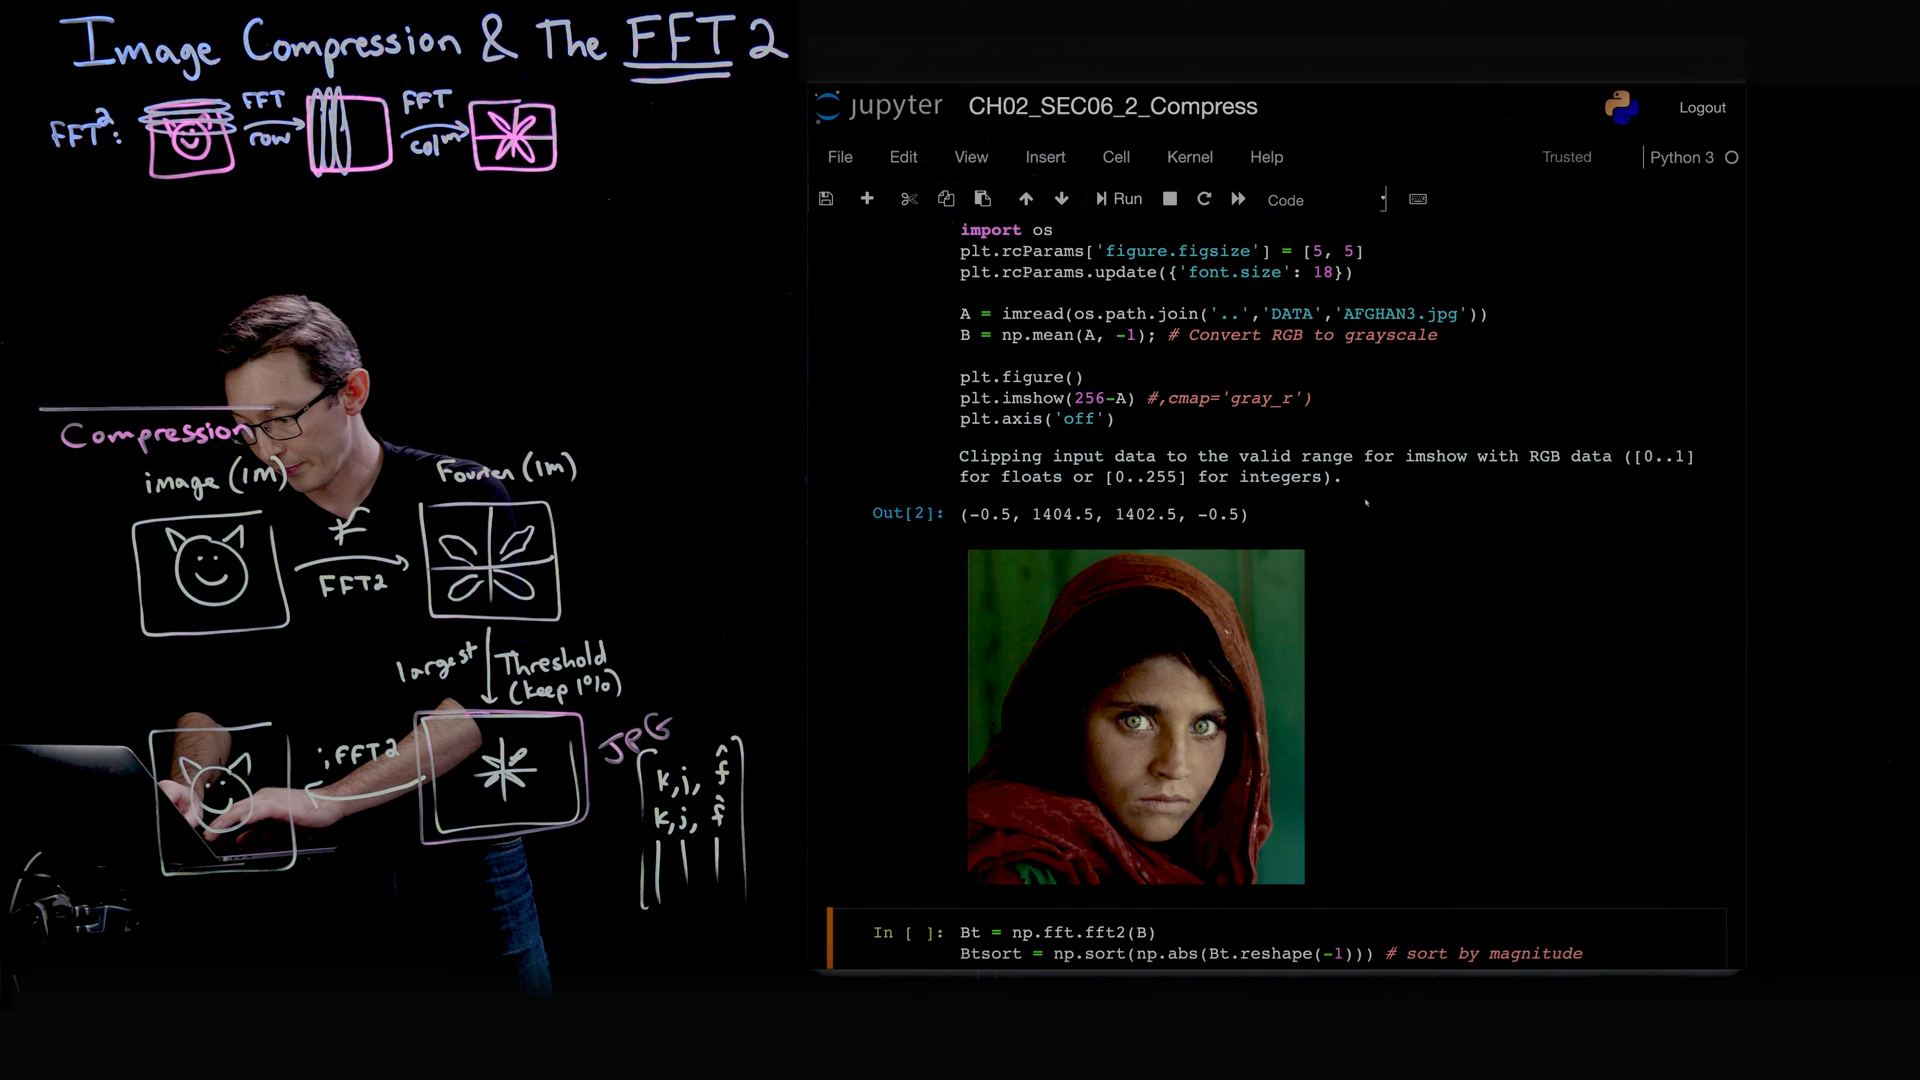 Image Compression & The FFT2
FFT²:
FFT
row
FFT
colm
Compression
image (1M)
Fourier (1M)
FFT2
largest
Threshold
(keep 1%)
iFFT2
JPG
k,j, f̂
k,j, f̂
jupyter CH02_SEC06_2_Compress
Logout
File Edit View Insert Cell Kernel Help
Trusted
Python 3
Run
Code
import os
plt.rcParams['figure.figsize'] = [5, 5]
plt.rcParams.update({'font.size': 18})
A = imread(os.path.join('..','DATA','AFGHAN3.jpg'))
B = np.mean(A, -1); # Convert RGB to grayscale
plt.figure()
plt.imshow(256-A) #,cmap='gray_r')
plt.axis('off')
Clipping input data to the valid range for imshow with RGB data ([0..1]
for floats or [0..255] for integers).
Out[2]: (-0.5, 1404.5, 1402.5, -0.5)
In [ ]: Bt = np.fft.fft2(B)
Btsort = np.sort(np.abs(Bt.reshape(-1))) # sort by magnitude